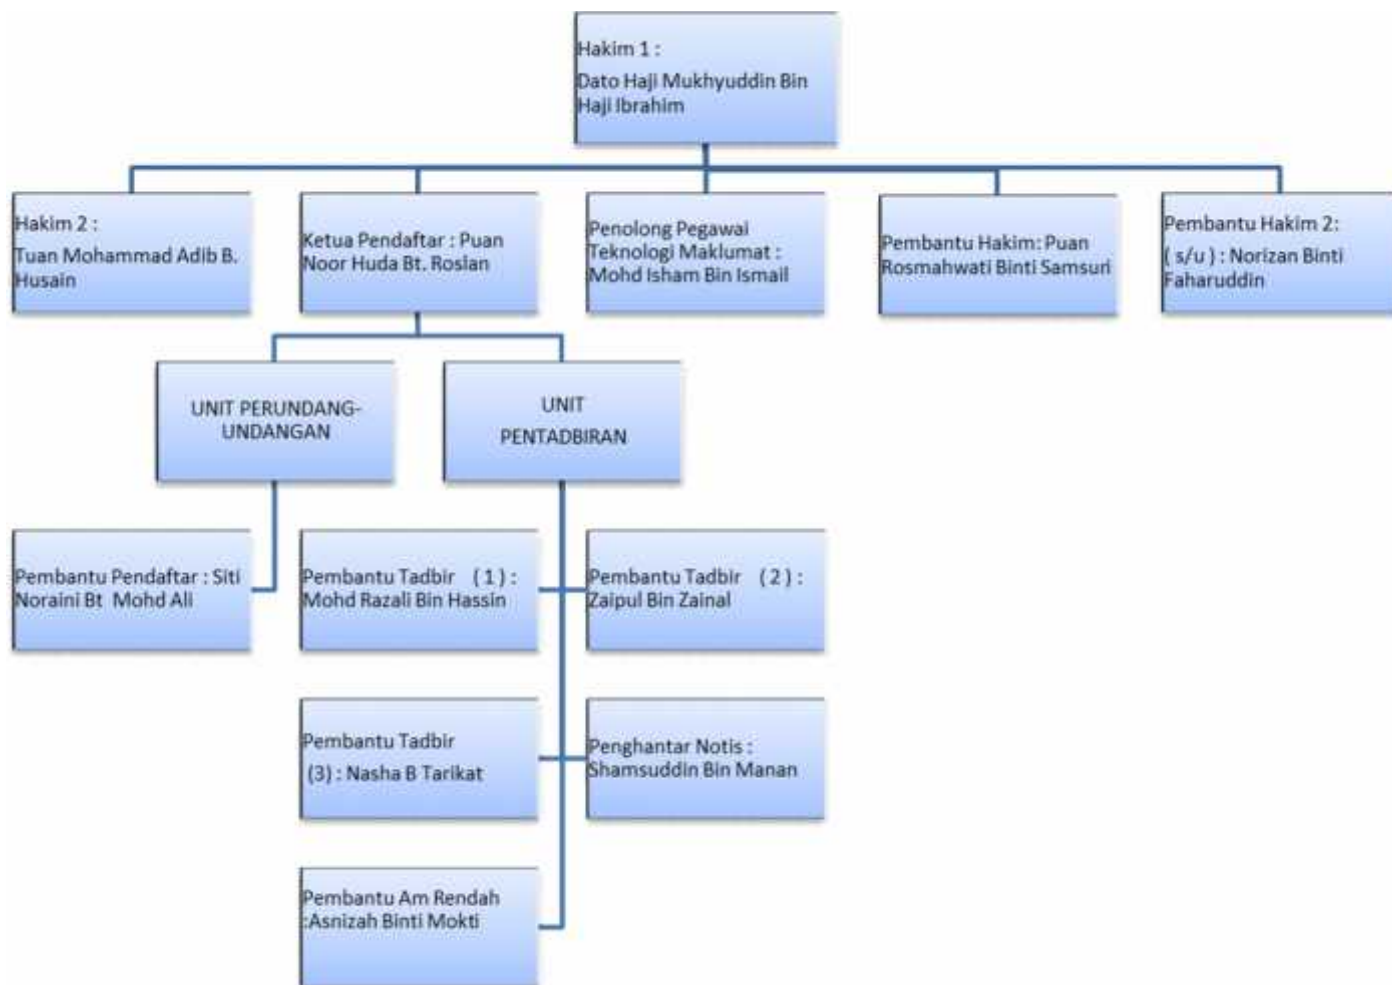 Hakim 1 :
Dato Haji Mukhyuddin Bin
Haji Ibrahim
Hakim 2 :
Tuan Mohammad Adib B.
Husain
Ketua Pendaftar : Puan
Noor Huda Bt. Roslan
Penolong Pegawai
Teknologi Maklumat :
Mohd Isham Bin Ismail
Pembantu Hakim: Puan
Rosmahwati Binti Samsuri
Pembantu Hakim 2:
( s/u ) : Norizan Binti
Faharuddin
UNIT PERUNDANG-
UNDANGAN
UNIT
PENTADBIRAN
Pembantu Pendaftar : Siti
Noraini Bt Mohd Ali
Pembantu Tadbir ( 1 ) :
Mohd Razali Bin Hassin
Pembantu Tadbir ( 2 ) :
Zaipul Bin Zainal
Pembantu Tadbir
(3) : Nasha B Tarikat
Penghantar Notis :
Shamsuddin Bin Manan
Pembantu Am Rendah
:Asnizah Binti Mokti